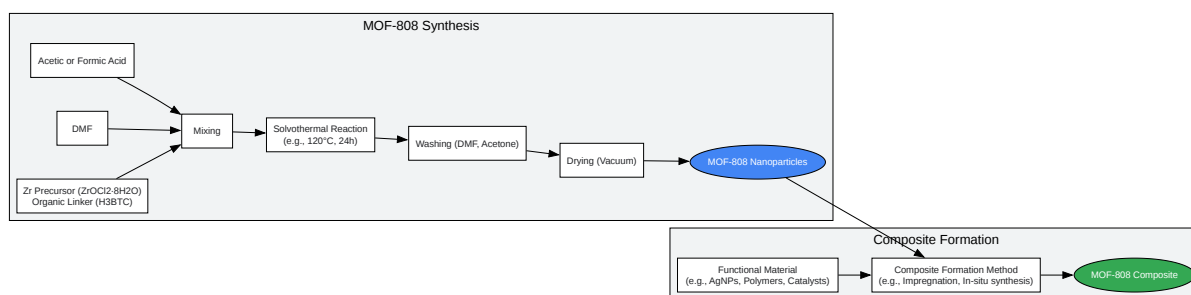 MOF-808 Synthesis
Acetic or Formic Acid
DMF
Zr Precursor (ZrOCl2·8H2O)
Organic Linker (H3BTC)
Mixing
Solvothermal Reaction
(e.g., 120°C, 24h)
Washing (DMF, Acetone)
Drying (Vacuum)
MOF-808 Nanoparticles
Composite Formation
Functional Material
(e.g., AgNPs, Polymers, Catalysts)
Composite Formation Method
(e.g., Impregnation, In-situ synthesis)
MOF-808 Composite